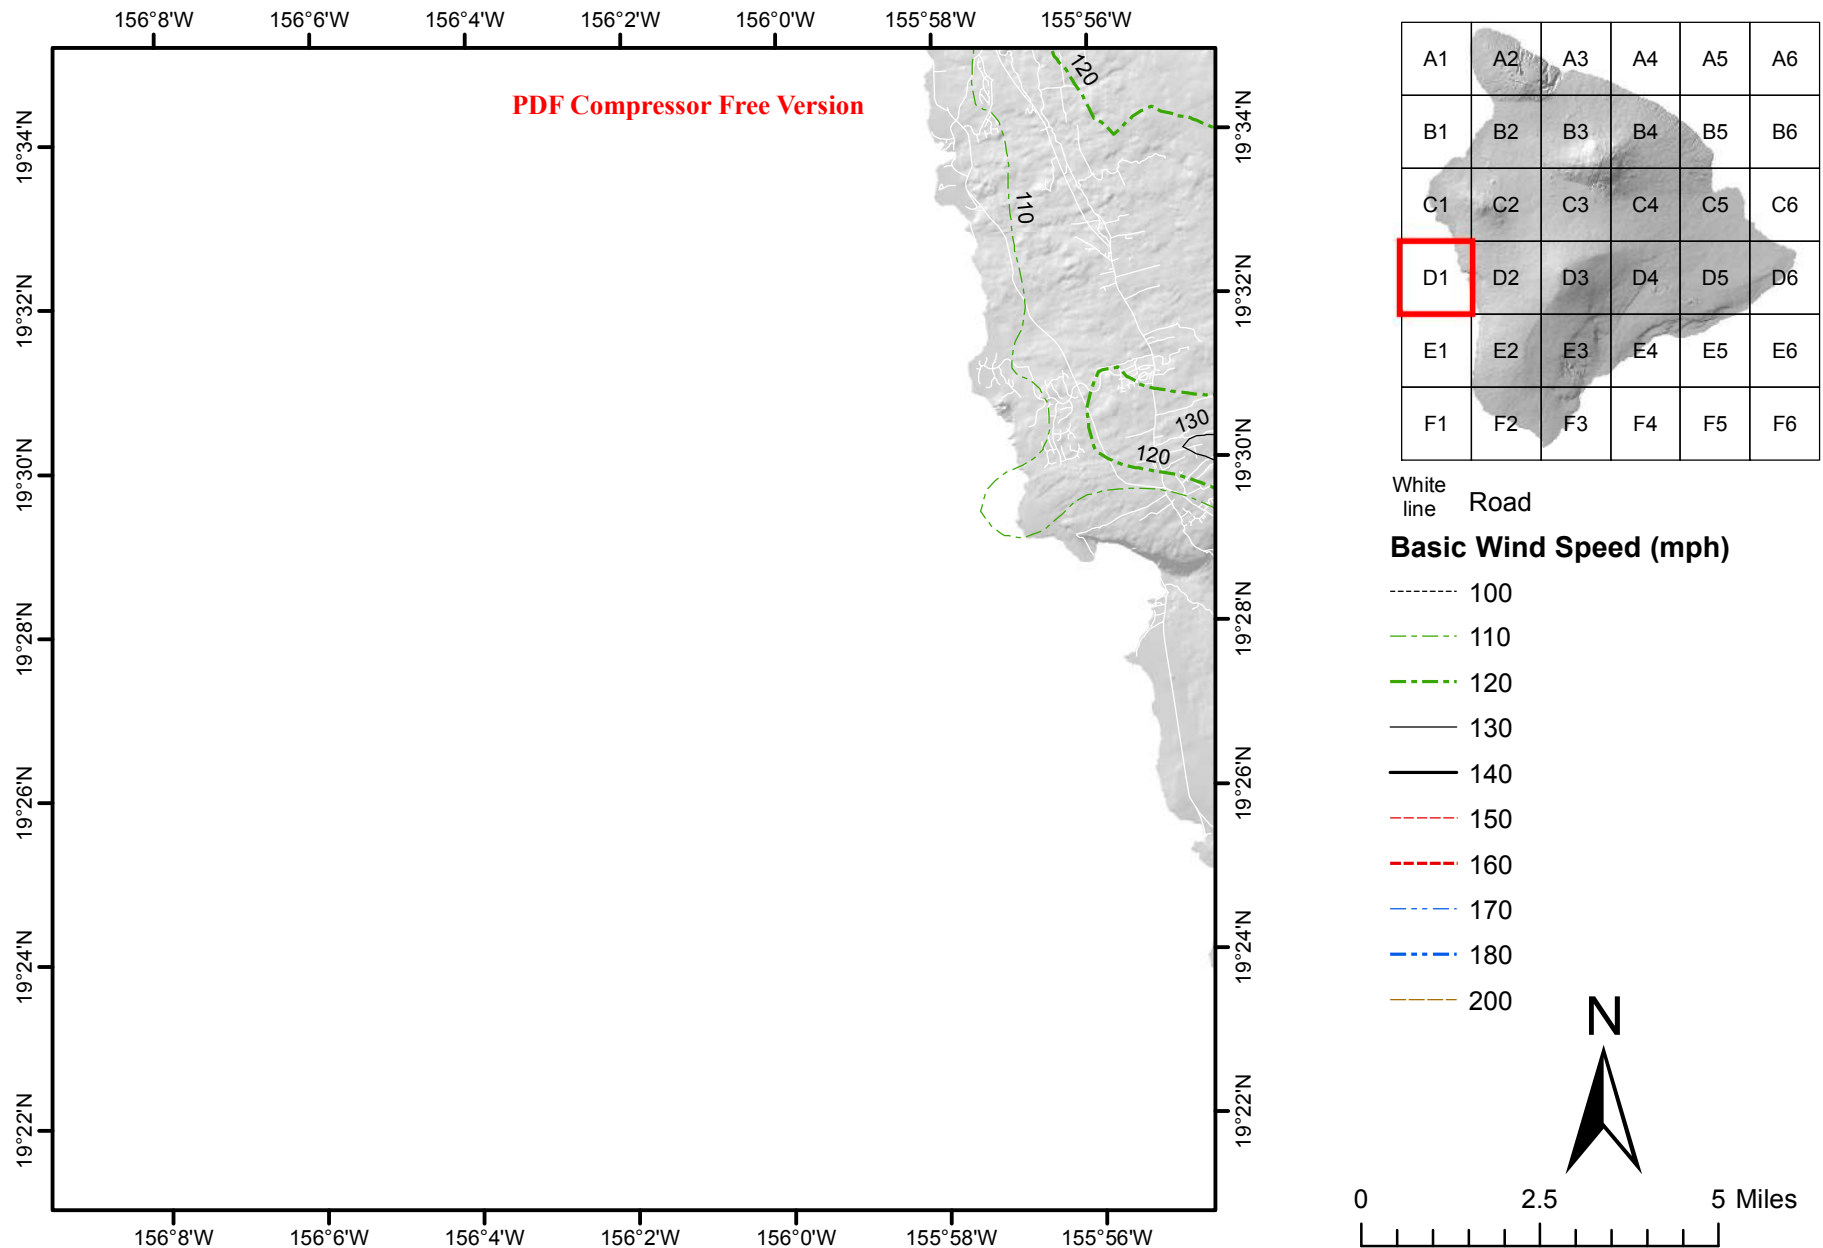 156°8'W 156°6'W 156°4'W 156°2'W 156°0'W 155°58'W 155°56'W
PDF Compressor Free Version
19°34'N
19°32'N
19°30'N
19°28'N
19°26'N
19°24'N
19°22'N
120
110
130
120
19°34'N
19°32'N
19°30'N
19°28'N
19°26'N
19°24'N
19°22'N
156°8'W 156°6'W 156°4'W 156°2'W 156°0'W 155°58'W 155°56'W
A1 A2 A3 A4 A5 A6
B1 B2 B3 B4 B5 B6
C1 C2 C3 C4 C5 C6
D1 D2 D3 D4 D5 D6
E1 E2 E3 E4 E5 E6
F1 F2 F3 F4 F5 F6
White
line Road
Basic Wind Speed (mph)
100
110
120
130
140
150
160
170
180
200
N
0 2.5 5 Miles